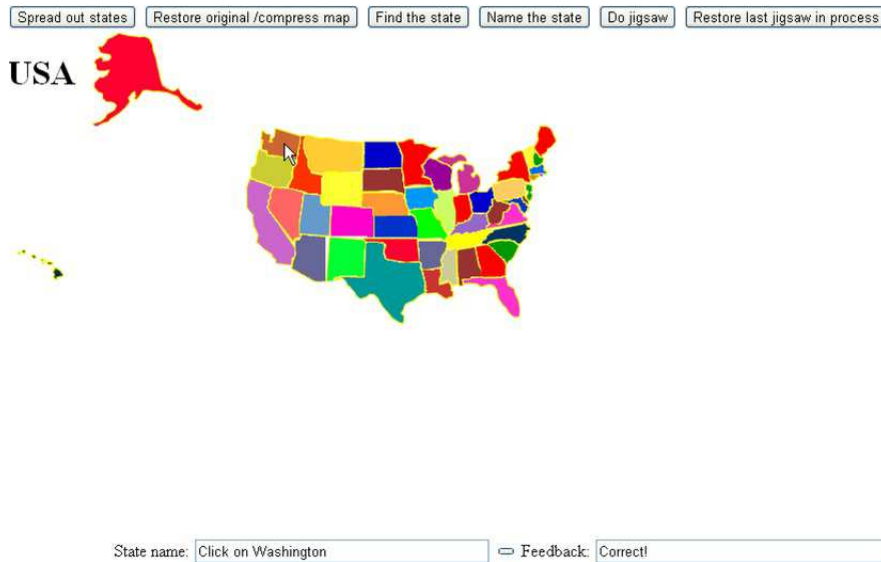 Spread out states Restore original /compress map Find the state Name the state Do jigsaw Restore last jigsaw in process
USA
State name: Click on Washington Feedback: Correct!